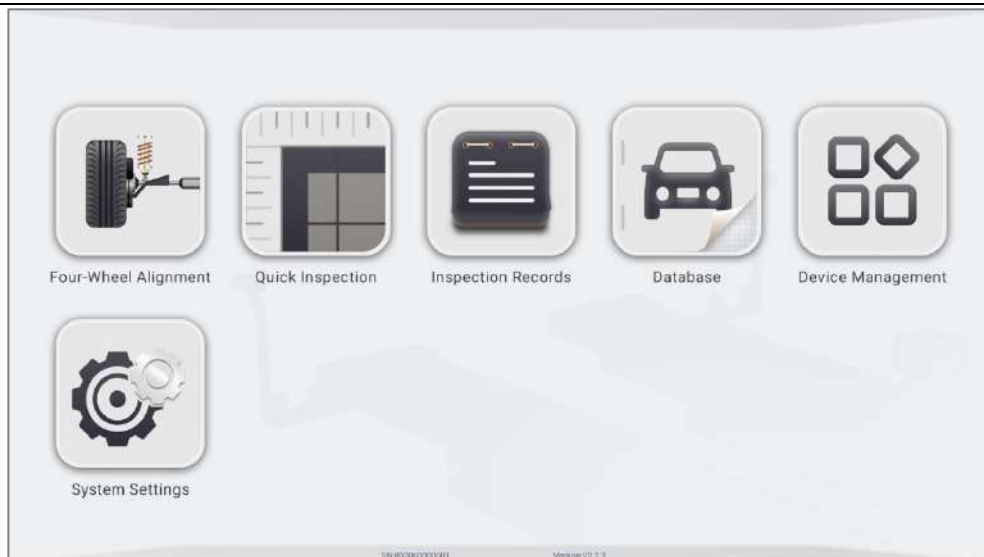 Four-Wheel Alignment
Quick Inspection
Inspection Records
Database
Device Management
System Settings